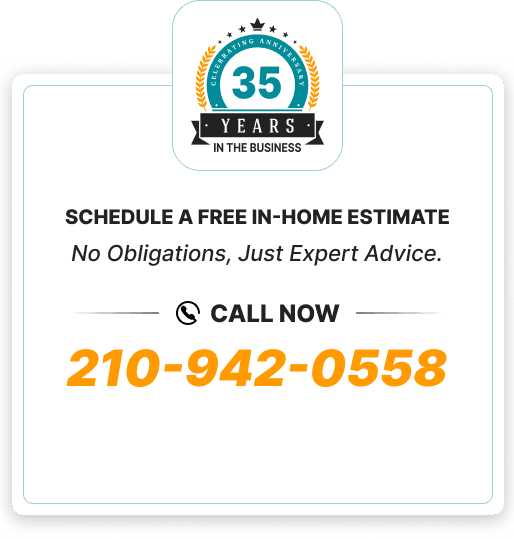 CELEBRATING ANNIVERSARY
35
YEARS
IN THE BUSINESS
SCHEDULE A FREE IN-HOME ESTIMATE
No Obligations, Just Expert Advice.
CALL NOW
210-942-0558